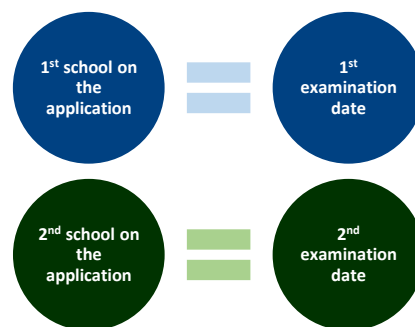 1st school on
the
application
1st
examination
date
2nd school on
the
application
2nd
examination
date